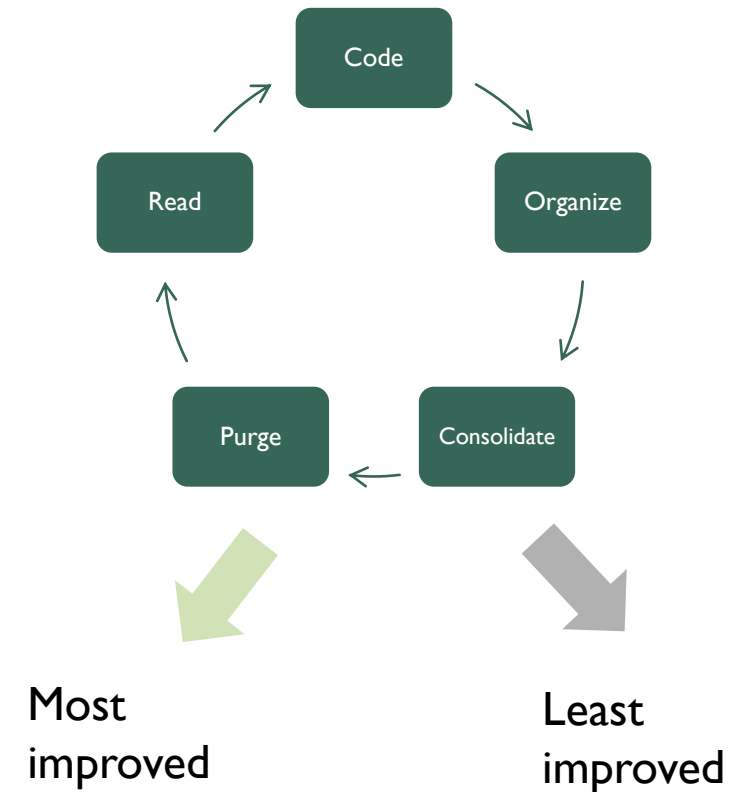 Code
Read
Organize
Purge
Consolidate
Most
improved
Least
improved